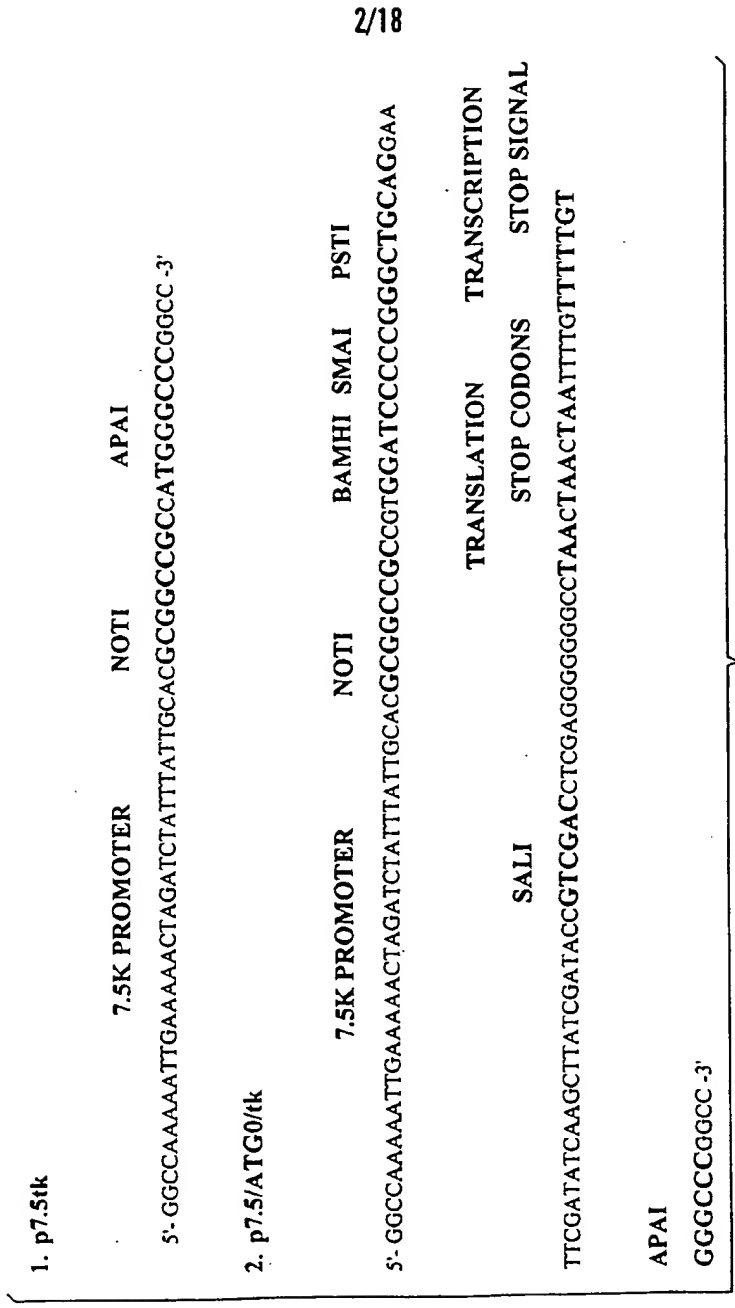 2/18
1. p7.5tk
7.5K PROMOTER NOTI APAI
5'- GGCCAAAAATTGAAAAACTAGATCTATTTATTGCACGCGGCCGCCATGGGCCCGGCC -3'
2. p7.5/ATG0/tk
7.5K PROMOTER NOTI BAMHI SMAI PSTI
5'- GGCCAAAAATTGAAAAACTAGATCTATTTATTGCACGCGGCCGCCGTGGATCCCCCGGGCTGCAGGAA
TRANSLATION TRANSCRIPTION
SALI STOP CODONS STOP SIGNAL
TTCGATATCAAGCTTATCGATACCGTCGACCTCGAGGGGGGGCCTAACTAACTAATTTTGTTTTTGT
APAI
GGGCCCGGCC -3'